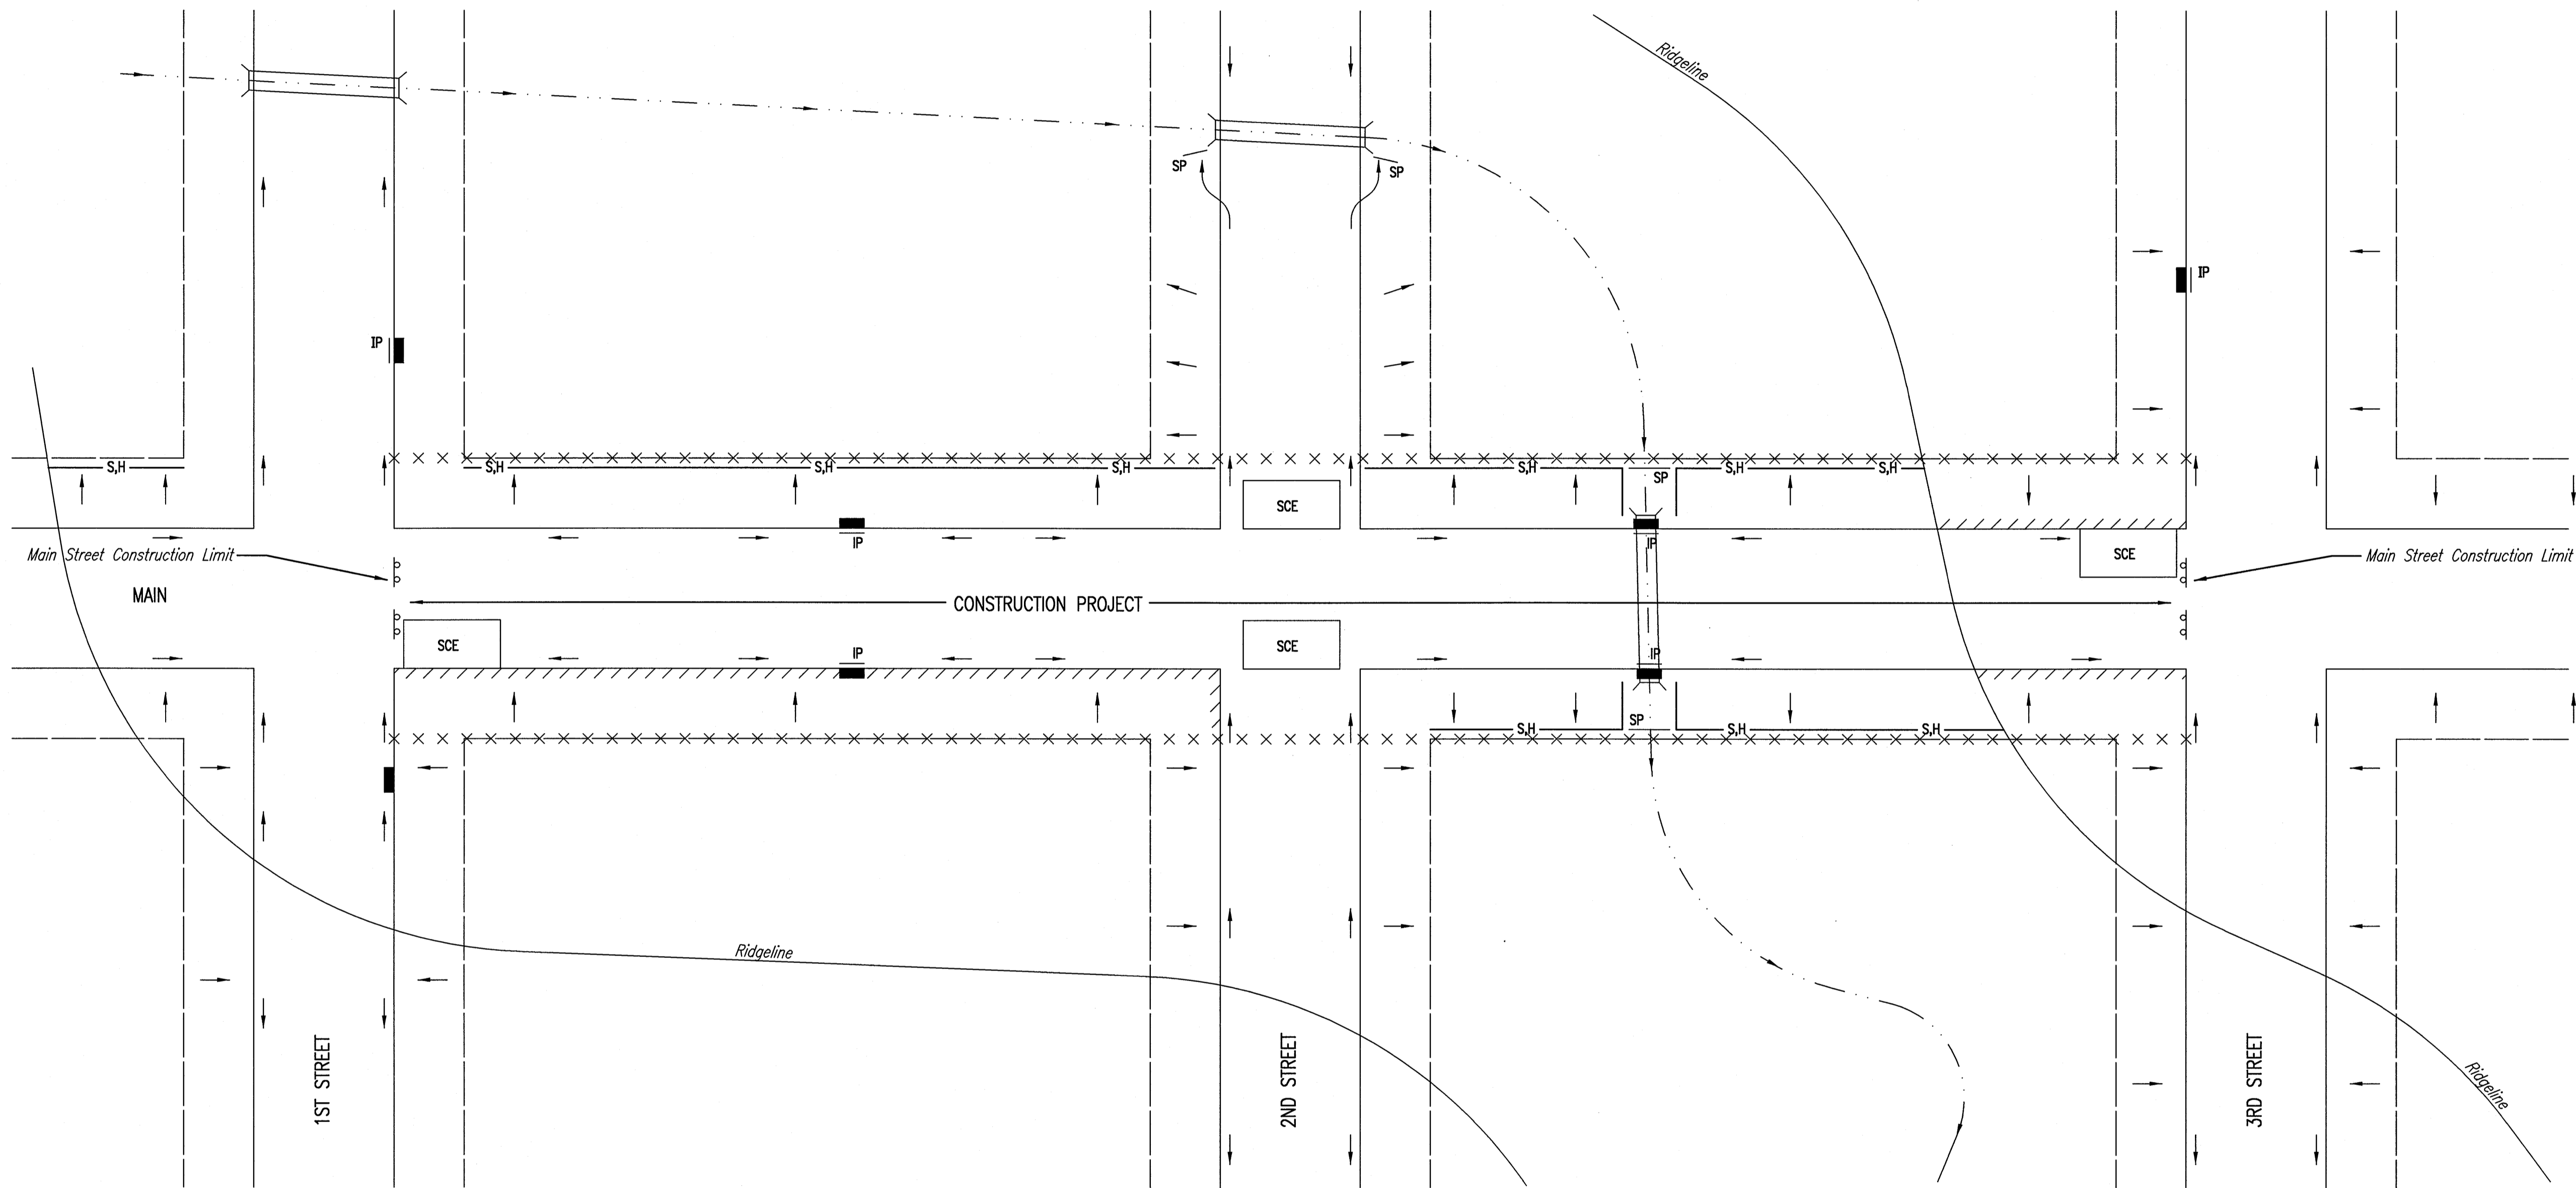 Ridgeline
SP
SP
IP
IP
S,H
S,H
S,H
S,H
S,H
S,H
S,H
SP
SCE
IP
IP
Main Street Construction Limit
SCE
Main Street Construction Limit
MAIN
CONSTRUCTION PROJECT
SCE
SCE
IP
IP
SP
S,H
S,H
S,H
Ridgeline
1ST STREET
2ND STREET
3RD STREET
Ridgeline